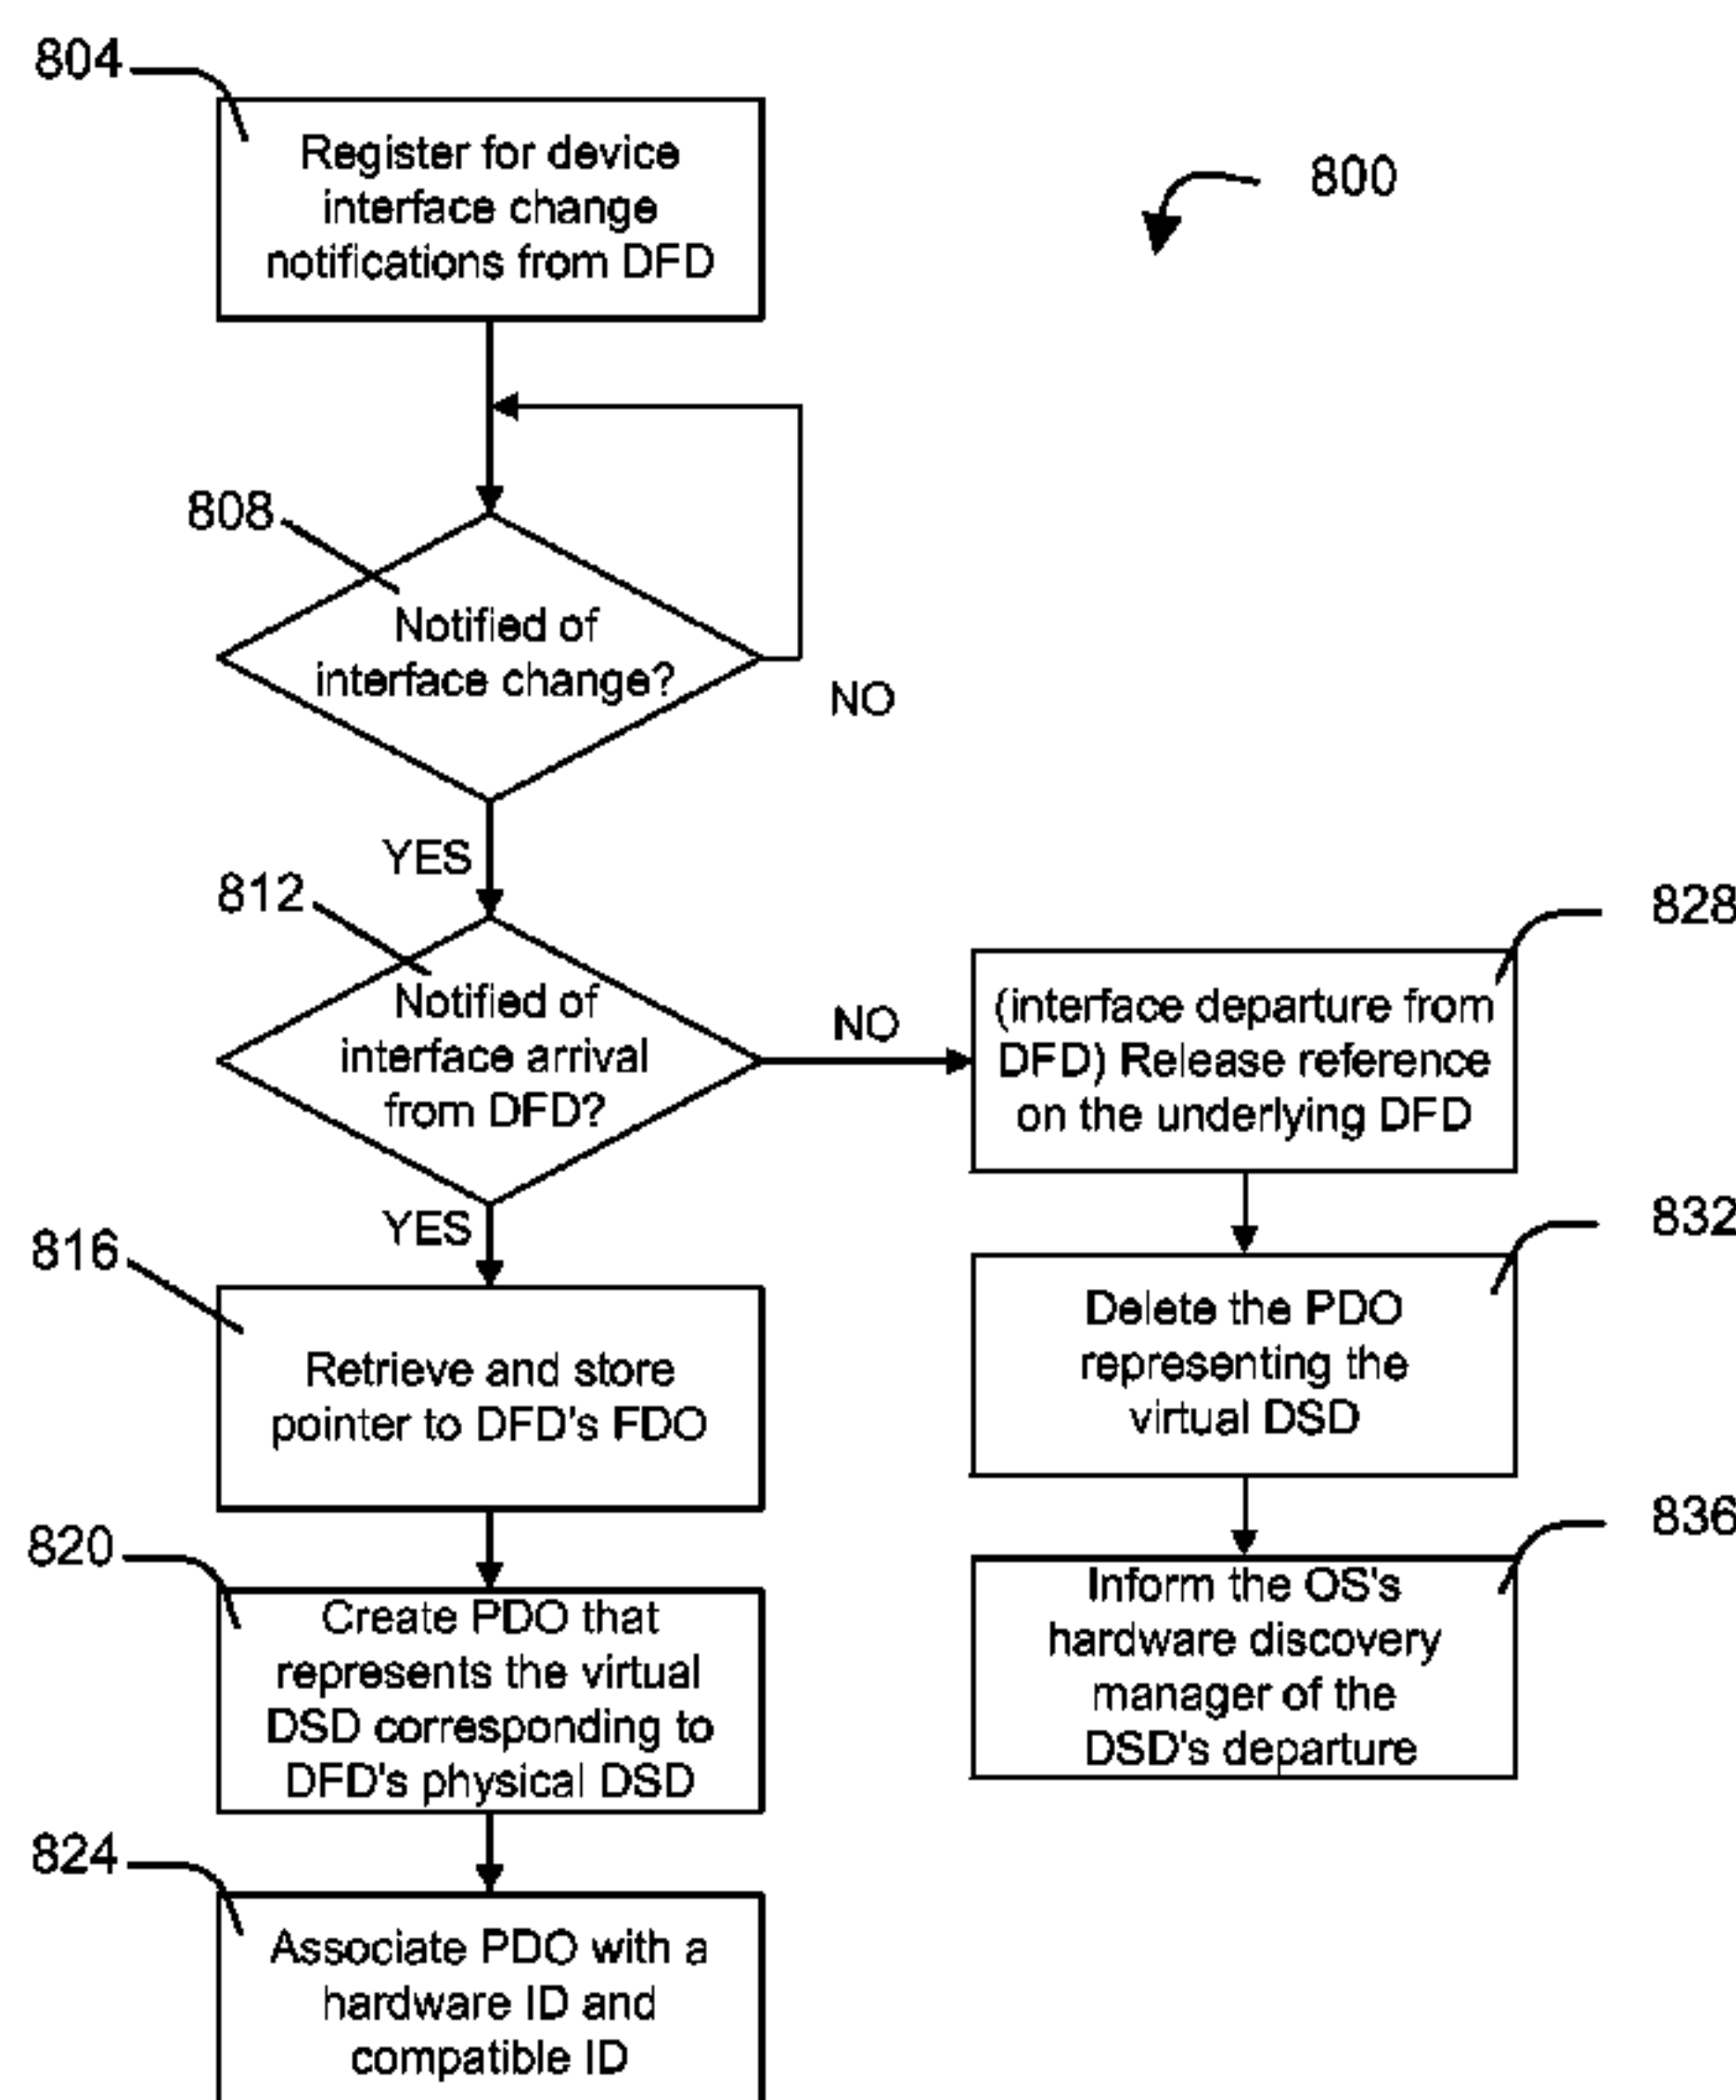 804
Register for device
interface change
notifications from DFD
800
808
Notified of
interface change?
NO
YES
812
Notified of
interface arrival
from DFD?
NO
828
(interface departure from
DFD) Release reference
on the underlying DFD
YES
832
Delete the PDO
representing the
virtual DSD
816
Retrieve and store
pointer to DFD's FDO
836
Inform the OS's
hardware discovery
manager of the
DSD's departure
820
Create PDO that
represents the virtual
DSD corresponding to
DFD's physical DSD
824
Associate PDO with a
hardware ID and
compatible ID